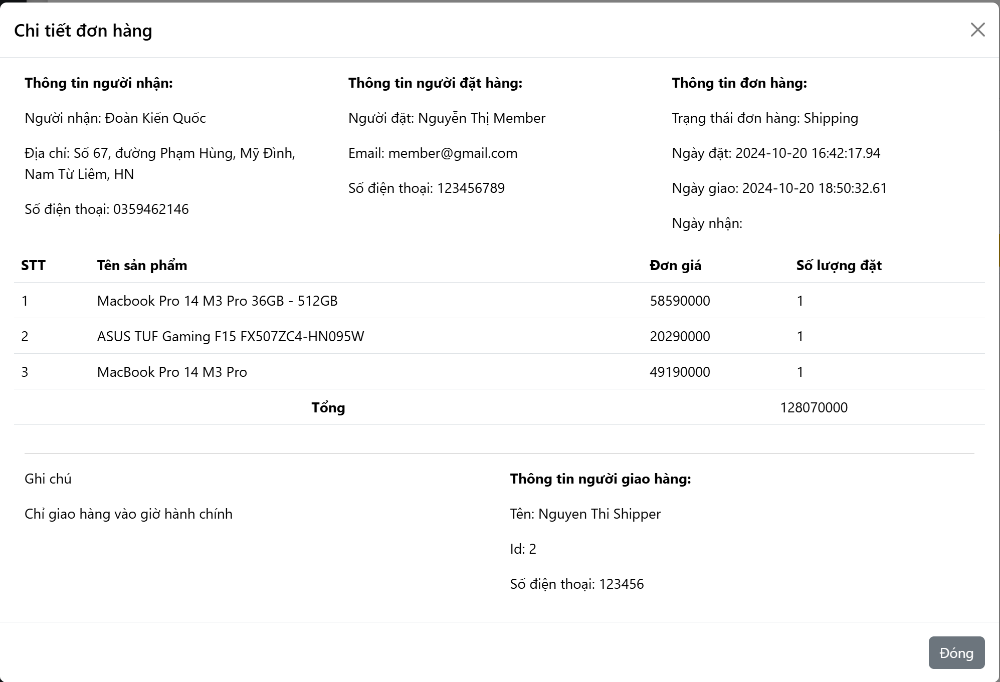 Chi tiết đơn hàng
Thông tin người nhận:
Người nhận: Đoàn Kiến Quốc
Địa chỉ: Số 67, đường Phạm Hùng, Mỹ Đình,
Nam Từ Liêm, HN
Số điện thoại: 0359462146
Thông tin người đặt hàng:
Người đặt: Nguyễn Thị Member
Email: member@gmail.com
Số điện thoại: 123456789
Thông tin đơn hàng:
Trạng thái đơn hàng: Shipping
Ngày đặt: 2024-10-20 16:42:17.94
Ngày giao: 2024-10-20 18:50:32.61
Ngày nhận:
STT Tên sản phẩm Đơn giá Số lượng đặt
1 Macbook Pro 14 M3 Pro 36GB - 512GB 58590000 1
2 ASUS TUF Gaming F15 FX507ZC4-HN095W 20290000 1
3 MacBook Pro 14 M3 Pro 49190000 1
Tổng 128070000
Ghi chú
Chỉ giao hàng vào giờ hành chính
Thông tin người giao hàng:
Tên: Nguyen Thi Shipper
Id: 2
Số điện thoại: 123456
Đóng